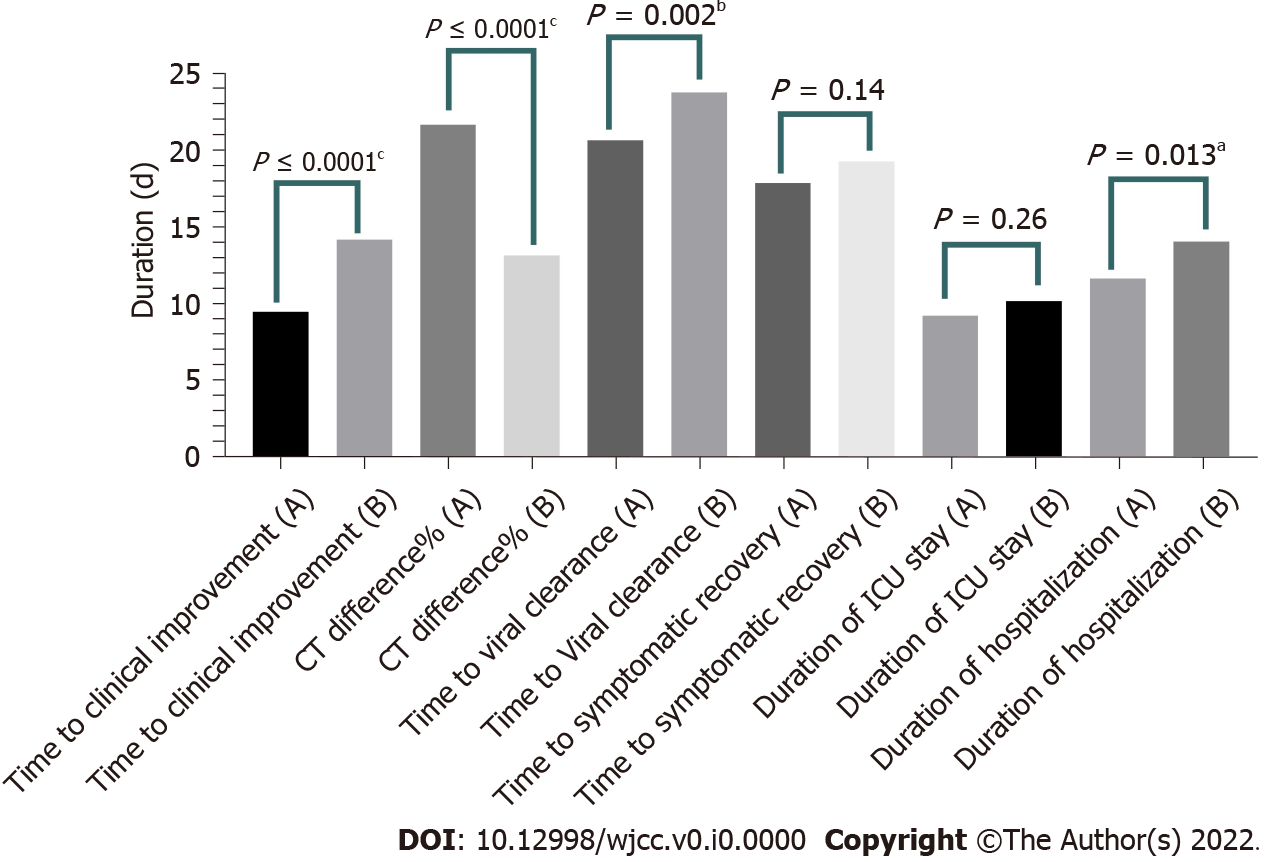 P ≤ 0.0001c
P = 0.002b
P = 0.14
P ≤ 0.0001c
P = 0.013a
P = 0.26
Duration (d)
25
20
15
10
5
0
Time to clinical improvement (A)
Time to clinical improvement (B)
CT difference% (A)
CT difference% (B)
Time to viral clearance (A)
Time to Viral clearance (B)
Time to symptomatic recovery (A)
Time to symptomatic recovery (B)
Duration of ICU stay (A)
Duration of ICU stay (B)
Duration of hospitalization (A)
Duration of hospitalization (B)
DOI: 10.12998/wjcc.v0.i0.0000 Copyright ©The Author(s) 2022.